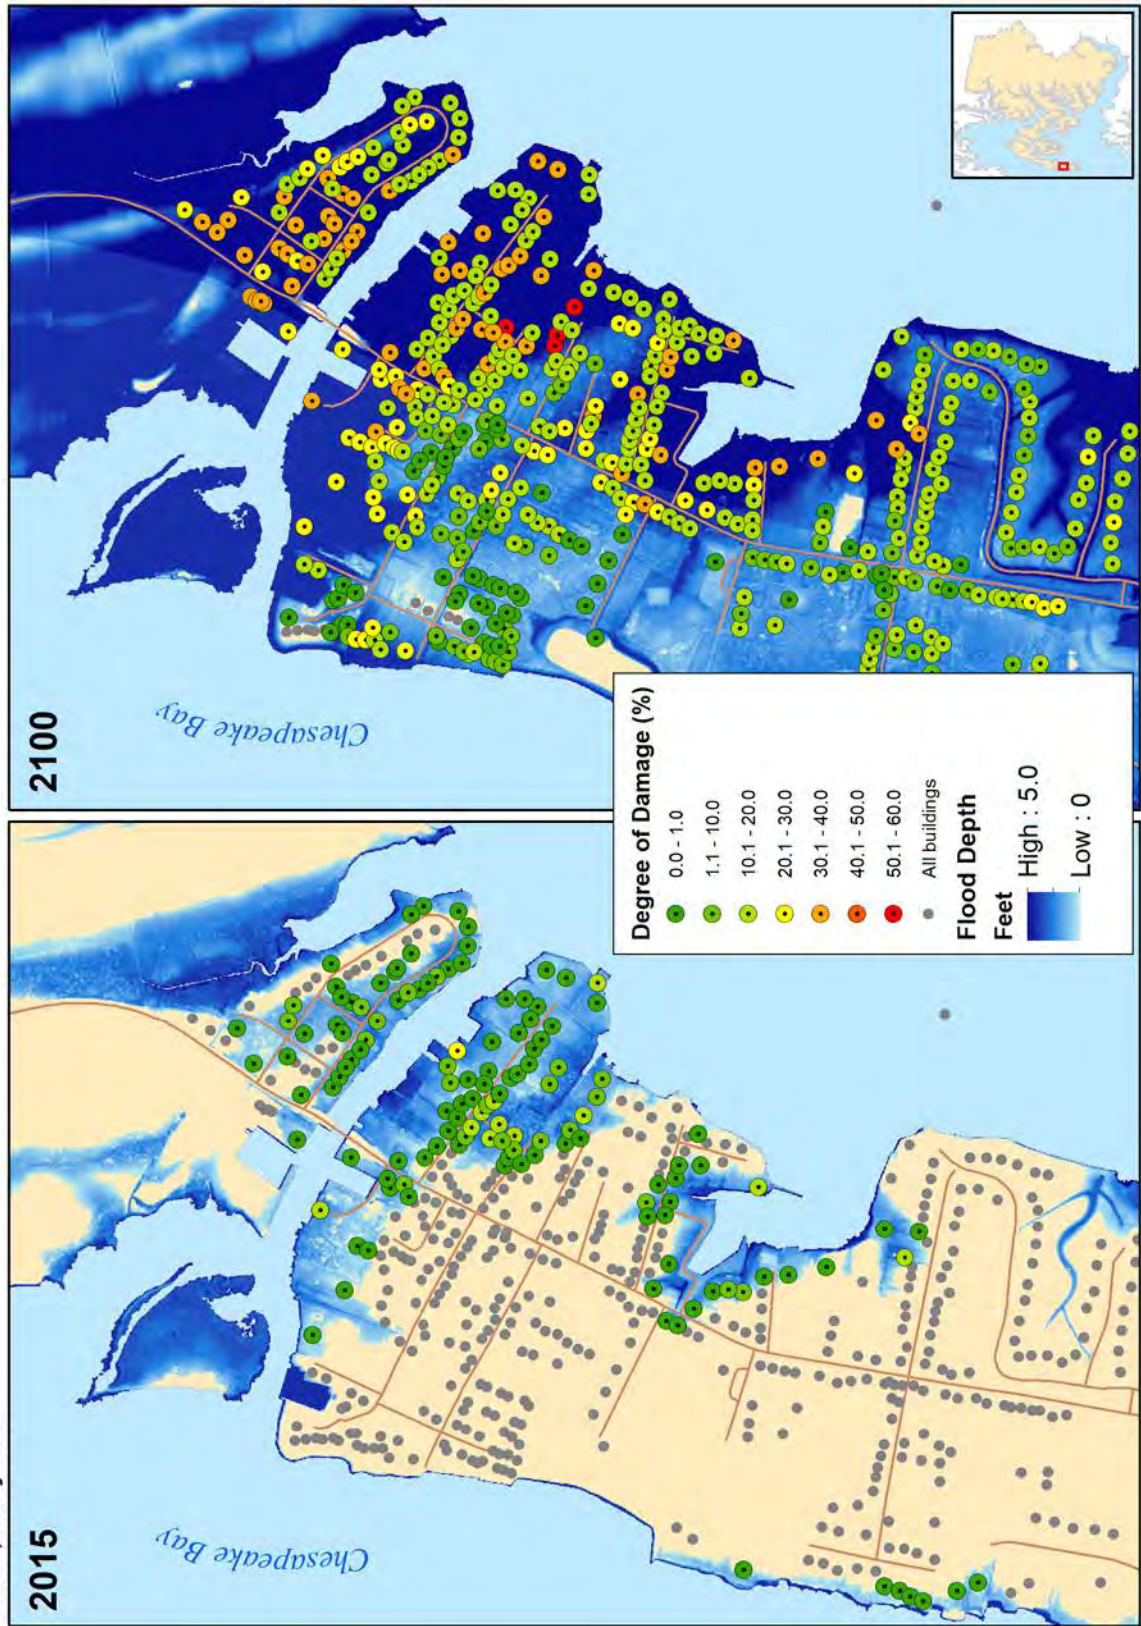 2015
Chesapeake Bay
2100
Chesapeake Bay
Degree of Damage (%)
0.0 - 1.0
1.1 - 10.0
10.1 - 20.0
20.1 - 30.0
30.1 - 40.0
40.1 - 50.0
50.1 - 60.0
All buildings
Flood Depth
Feet
High : 5.0
Low : 0